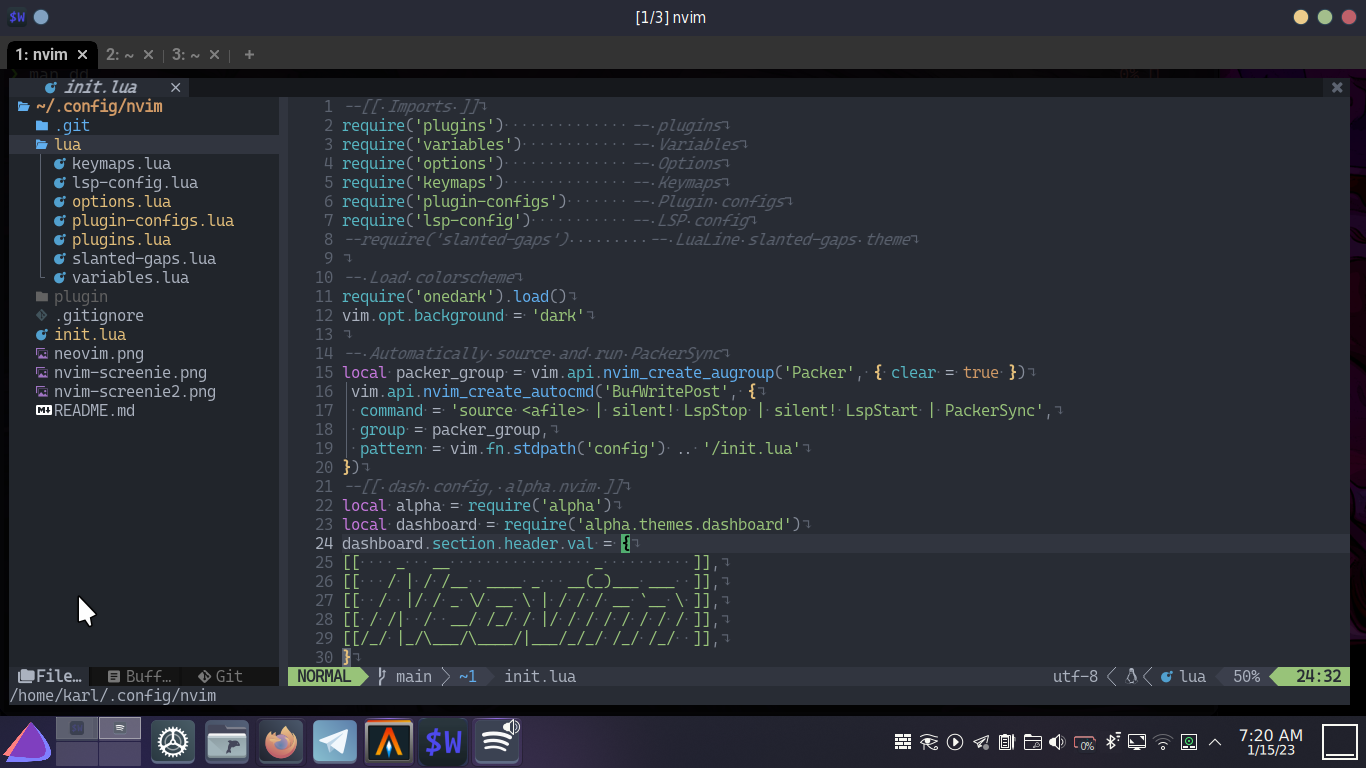 $W
[1/3] nvim
1: nvim ✕ 2: ~ ✕ | 3: ~ ✕ | +
init.lua ✕
~/.config/nvim
.git
lua
keymaps.lua
lsp-config.lua
options.lua
plugin-configs.lua
plugins.lua
slanted-gaps.lua
variables.lua
plugin
.gitignore
init.lua
neovim.png
nvim-screenie.png
nvim-screenie2.png
README.md
1 --[[ Imports ]]
2 require('plugins') -- plugins
3 require('variables') -- Variables
4 require('options') -- Options
5 require('keymaps') -- Keymaps
6 require('plugin-configs') -- Plugin configs
7 require('lsp-config') -- LSP config
8 --require('slanted-gaps') -- LuaLine slanted-gaps theme
9
10 -- Load colorscheme
11 require('onedark').load()
12 vim.opt.background = 'dark'
13
14 -- Automatically source and run PackerSync
15 local packer_group = vim.api.nvim_create_augroup('Packer', { clear = true })
16 vim.api.nvim_create_autocmd('BufWritePost', {
17 command = 'source <afile> | silent! LspStop | silent! LspStart | PackerSync',
18 group = packer_group,
19 pattern = vim.fn.stdpath('config') .. '/init.lua'
20 })
21 --[[ dash config, alpha.nvim ]]
22 local alpha = require('alpha')
23 local dashboard = require('alpha.themes.dashboard')
24 dashboard.section.header.val = {
25 [[    _   __                _          ]],
26 [[   / | / /__  ____ _   __(_)___ ___  ]],
27 [[  /  |/ / _ \/ __ \ | / / / __ `__ \ ]],
28 [[ / /|  /  __/ /_/ / |/ / / / / / / / ]],
29 [[/_/ |_/\___/\____/|___/_/_/ /_/ /_/  ]],
30 }
File… Buff… Git
NORMAL main ~1 init.lua utf-8 lua 50% 24:32
/home/karl/.config/nvim
$W
0%
7:20 AM
1/15/23